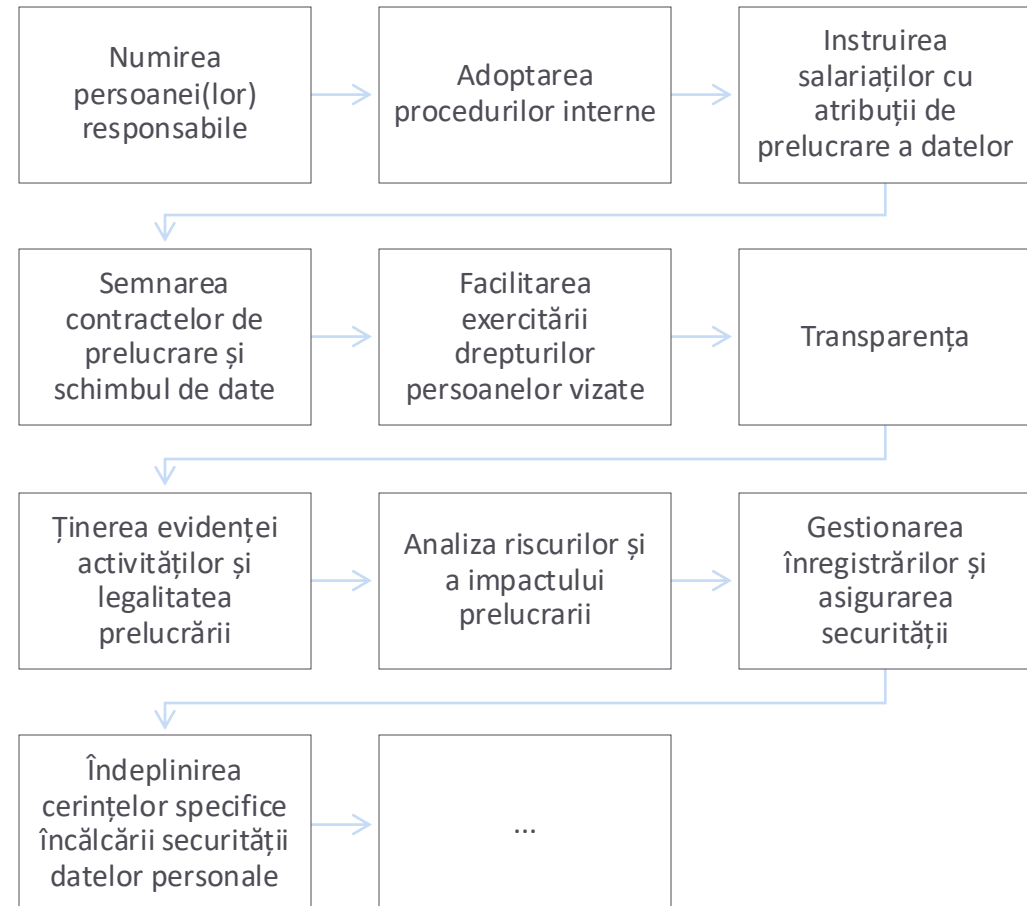 Numirea
persoanei(lor)
responsabile
Adoptarea
procedurilor interne
Instruirea
salariaților cu
atribuții de
prelucrare a datelor
Semnarea
contractelor de
prelucrare și
schimbul de date
Facilitarea
exercitării
drepturilor
persoanelor vizate
Transparența
Ținerea evidenței
activităților și
legalitatea
prelucrării
Analiza riscurilor și
a impactului
prelucrarii
Gestionarea
înregistrărilor și
asigurarea
securității
Îndeplinirea
cerințelor specifice
încălcării securității
datelor personale
...